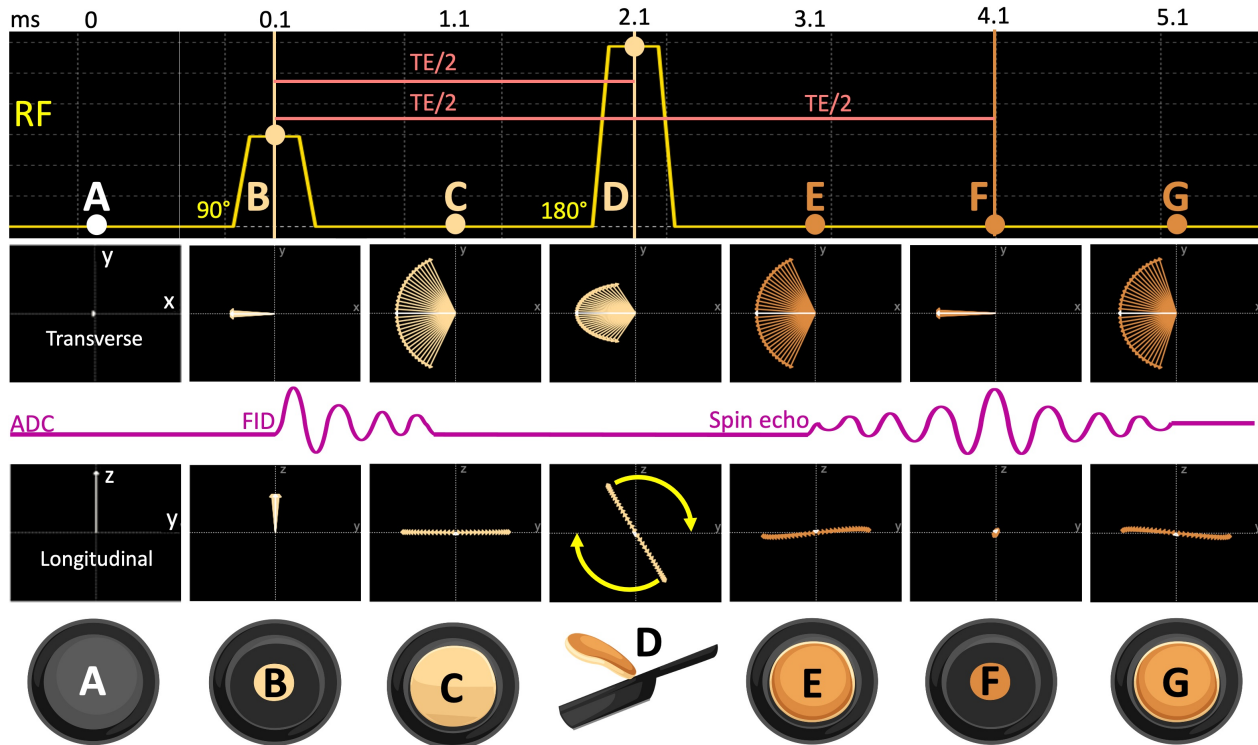 ms 0 0.1 1.1 2.1 3.1 4.1 5.1
TE/2
TE/2 TE/2
RF
A B C D E F G
90° 180°
y y y y y y y
x x x x x x x
Transverse
ADC FID Spin echo
z z z z z z z
y y y y y y y
Longitudinal
D
A B C E F G